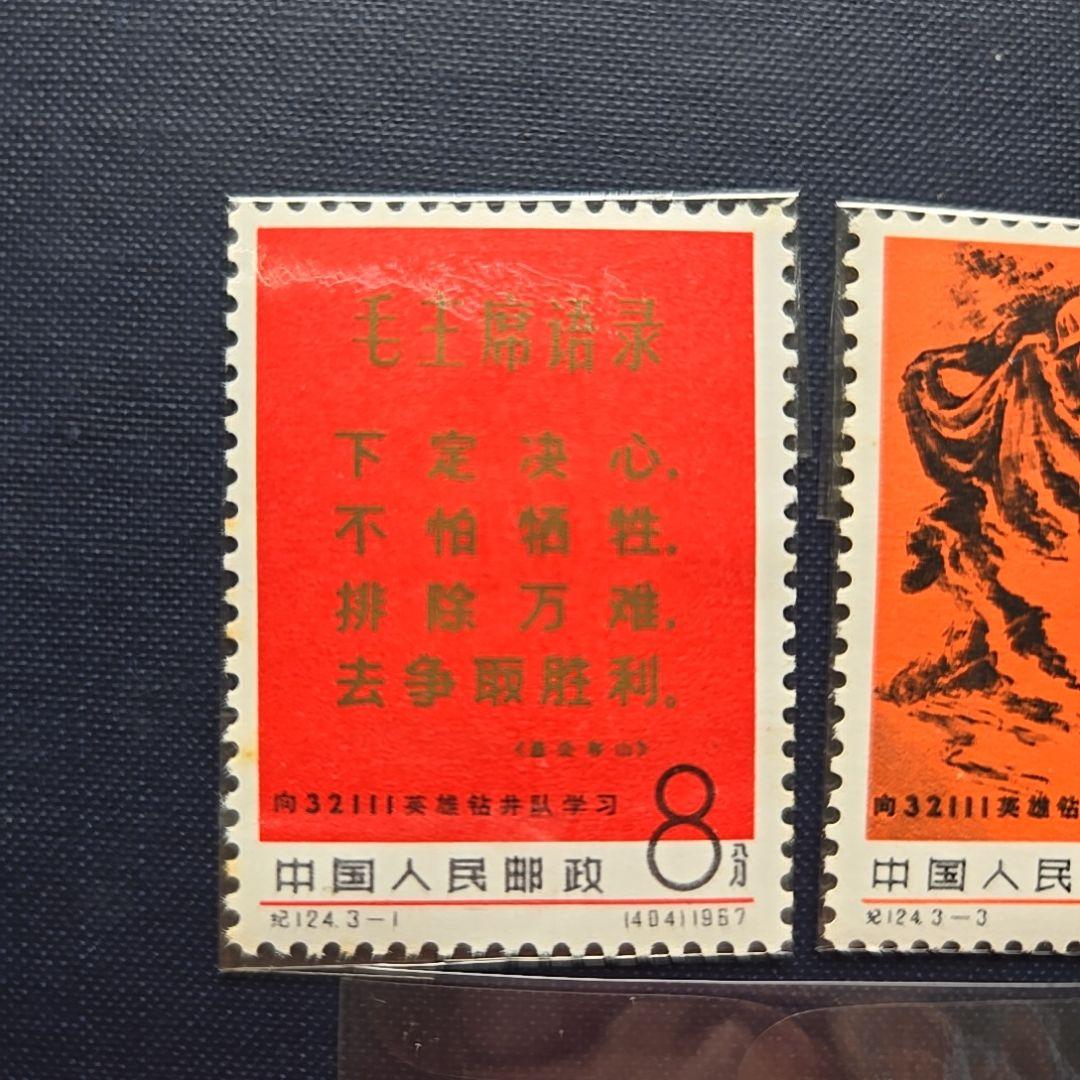 毛主席语录
下定决心,
不怕牺牲,
排除万难,
去争取胜利。
《愚公移山》
向32111英雄钻井队学习
8分
中国人民邮政
纪124.3-1 (404)1967
向32111英雄钻
中国人民
纪124.3-3